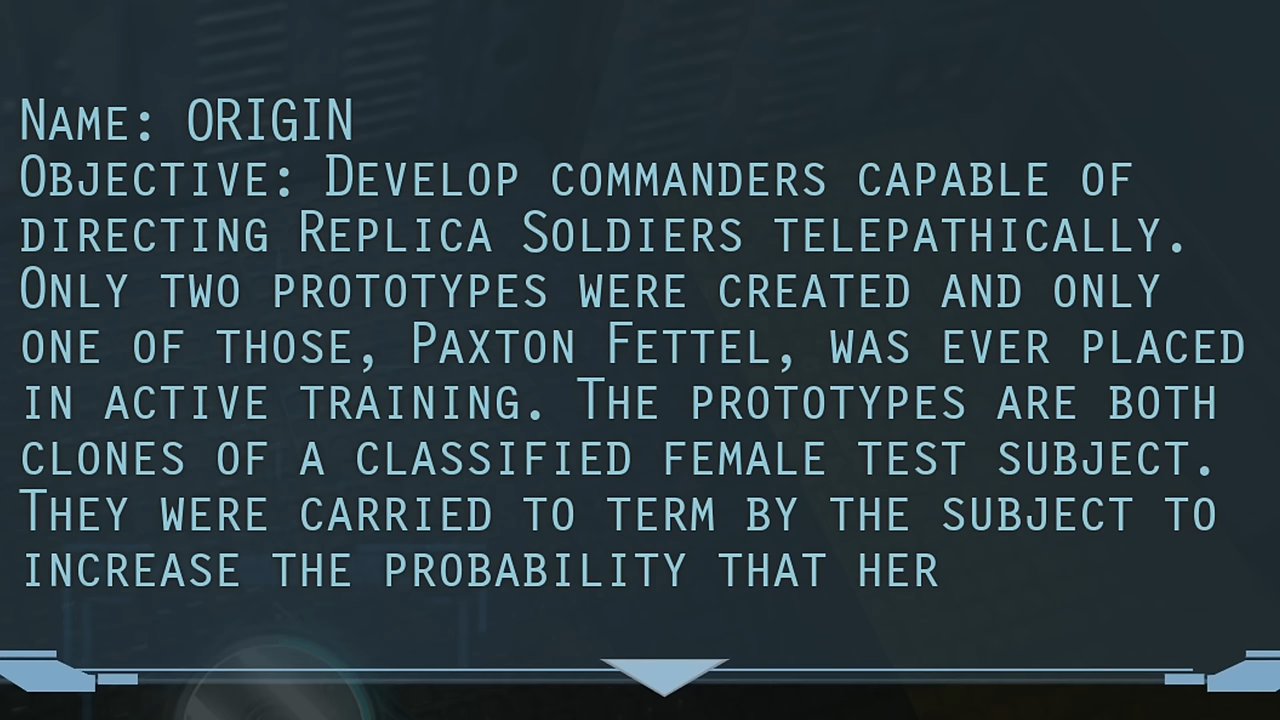 Name: ORIGIN
Objective: Develop commanders capable of
directing Replica Soldiers telepathically.
Only two prototypes were created and only
one of those, Paxton Fettel, was ever placed
in active training. The prototypes are both
clones of a classified female test subject.
They were carried to term by the subject to
increase the probability that her